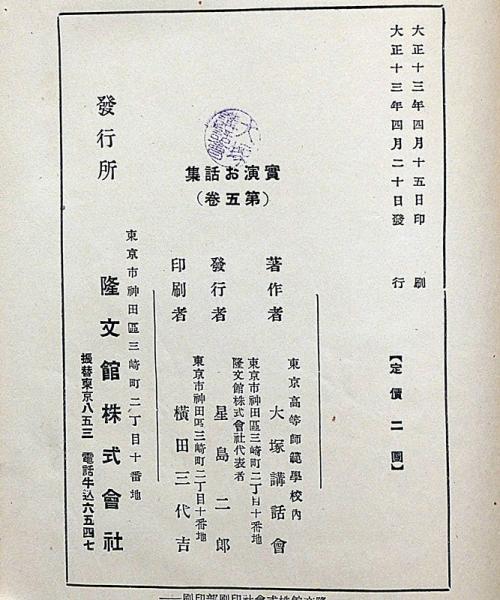 大正十三年四月十五日印刷
大正十三年四月二十日發行
【定價二圓】
實演お話集
(第五卷)
著作者
東京高等師範學校內
大塚講話會
發行者
東京市神田區三崎町二丁目十番地
隆文館株式會社代表者
星島二郎
印刷者
東京市神田區三崎町二丁目十番地
橫田三代吉
發行所
東京市神田區三崎町二丁目十番地
隆文館株式會社
振替東京八五三 電話牛込六五四七